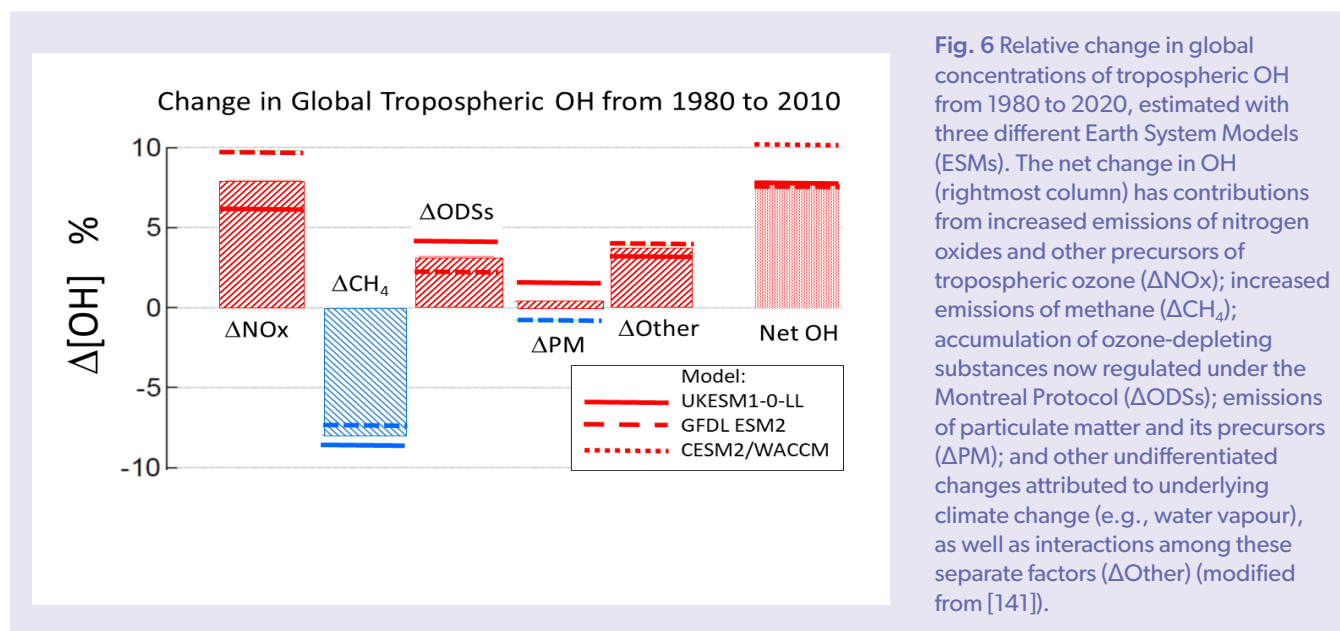 Change in Global Tropospheric OH from 1980 to 2010
Δ[OH] %
10
5
0
-5
-10
ΔNOx
ΔCH₄
ΔODSs
ΔPM
ΔOther
Net OH
Model:
UKESM1-0-LL
GFDL ESM2
CESM2/WACCM
Fig. 6 Relative change in global
concentrations of tropospheric OH
from 1980 to 2020, estimated with
three different Earth System Models
(ESMs). The net change in OH
(rightmost column) has contributions
from increased emissions of nitrogen
oxides and other precursors of
tropospheric ozone (ΔNOx); increased
emissions of methane (ΔCH₄);
accumulation of ozone-depleting
substances now regulated under the
Montreal Protocol (ΔODSs); emissions
of particulate matter and its precursors
(ΔPM); and other undifferentiated
changes attributed to underlying
climate change (e.g., water vapour),
as well as interactions among these
separate factors (ΔOther) (modified
from [141]).